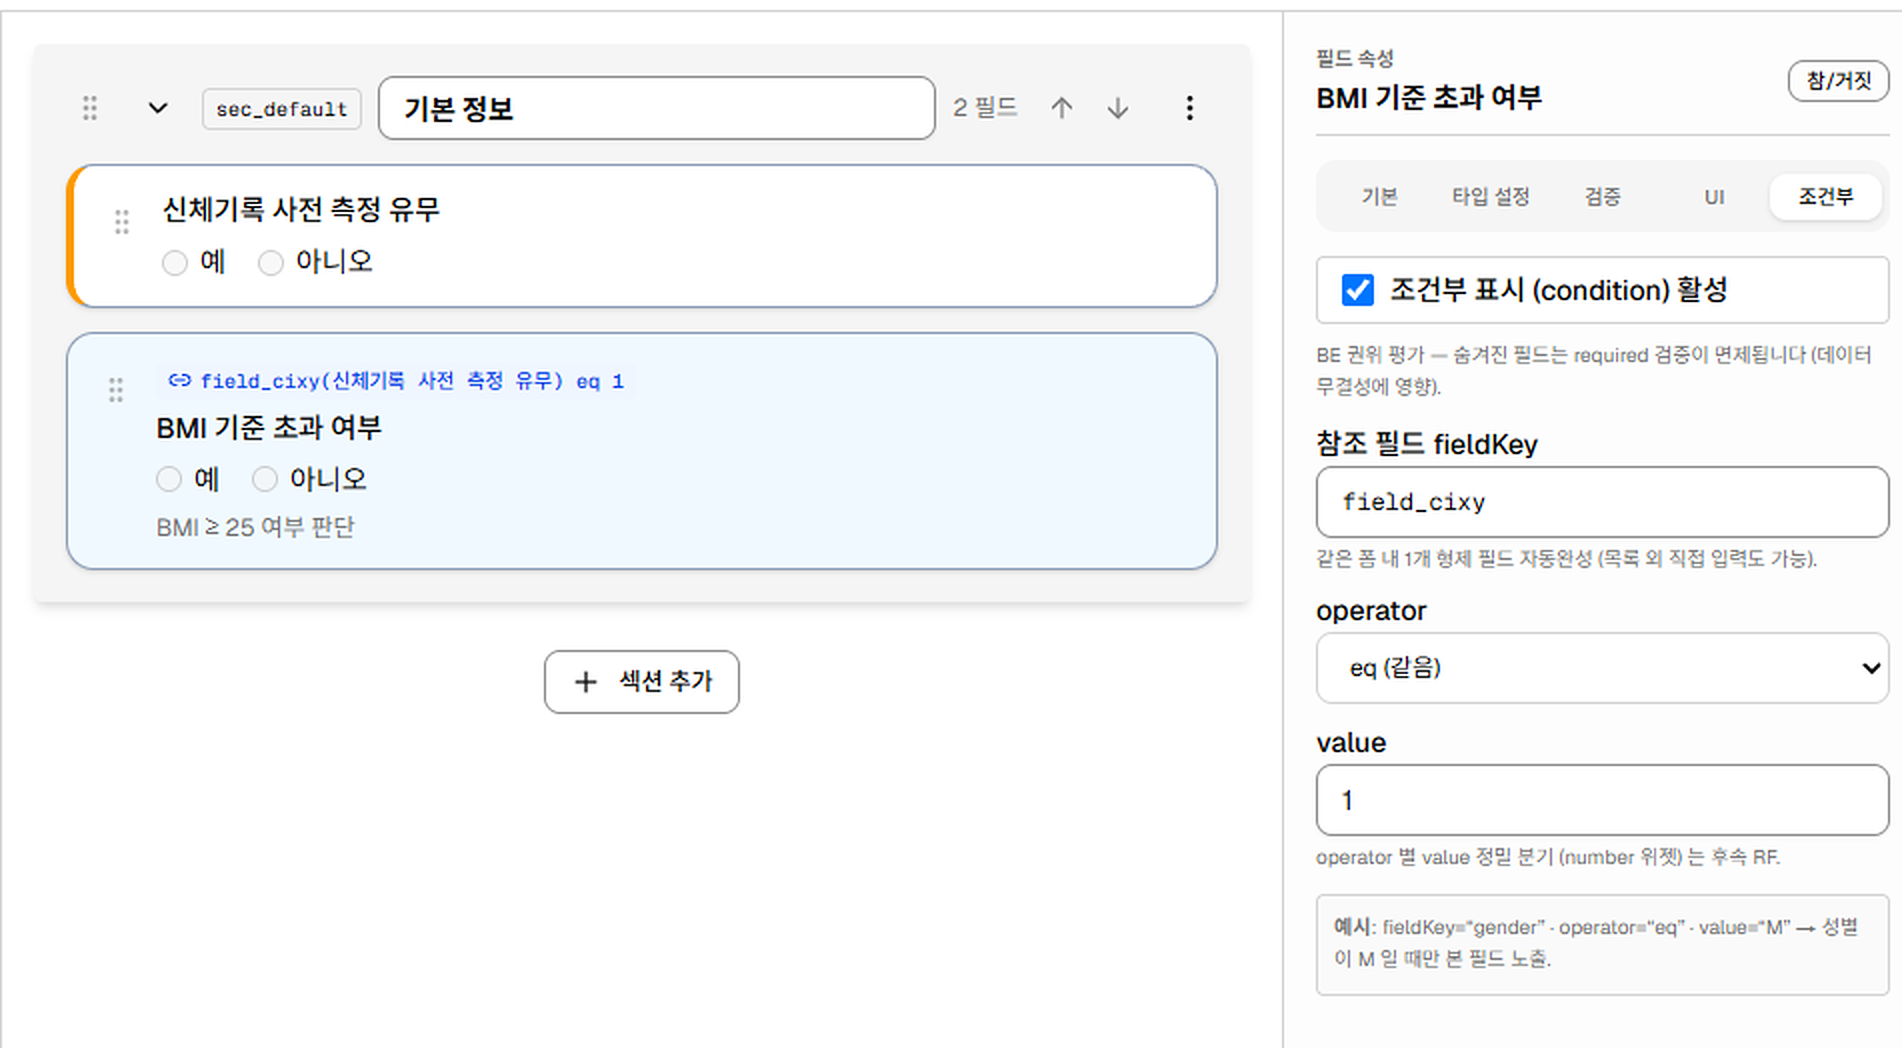 sec_default
기본 정보
2 필드
신체기록 사전 측정 유무
예 아니오
field_cixy(신체기록 사전 측정 유무) eq 1
BMI 기준 초과 여부
예 아니오
BMI ≥ 25 여부 판단
섹션 추가
필드 속성
BMI 기준 초과 여부
참/거짓
기본 타입 설정 검증 UI 조건부
조건부 표시 (condition) 활성
BE 권위 평가 — 숨겨진 필드는 required 검증이 면제됩니다 (데이터
무결성에 영향).
참조 필드 fieldKey
field_cixy
같은 폼 내 1개 형제 필드 자동완성 (목록 외 직접 입력도 가능).
operator
eq (같음)
value
1
operator 별 value 정밀 분기 (number 위젯) 는 후속 RF.
예시: fieldKey=“gender” · operator=“eq” · value=“M” → 성별
이 M 일 때만 본 필드 노출.